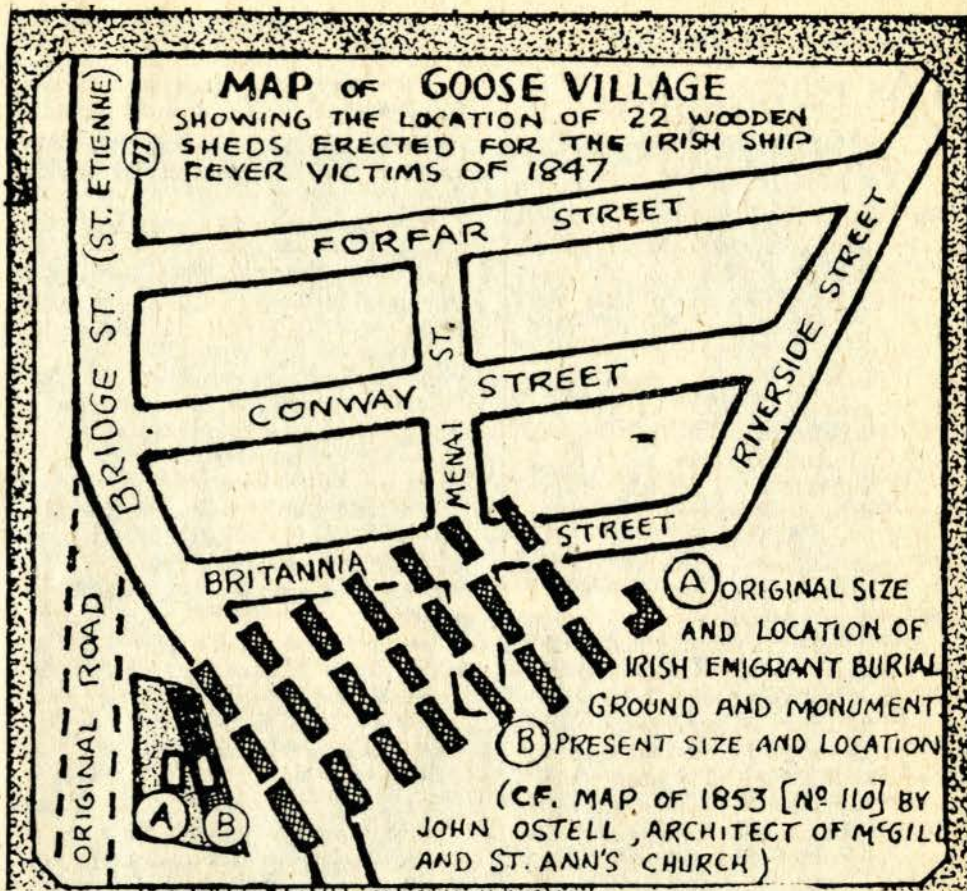 MAP OF GOOSE VILLAGE
SHOWING THE LOCATION OF 22 WOODEN
SHEDS ERECTED FOR THE IRISH SHIP
FEVER VICTIMS OF 1847
77
BRIDGE ST (ST. ETIENNE)
FORFAR STREET
MENAI ST.
CONWAY STREET
RIVERSIDE STREET
BRITANNIA STREET
ORIGINAL ROAD
A ORIGINAL SIZE
AND LOCATION OF
IRISH EMIGRANT BURIAL
GROUND AND MONUMENT
B PRESENT SIZE AND LOCATION
A B
(CF. MAP OF 1853 [Nº 110] BY
JOHN OSTELL, ARCHITECT OF McGILL
AND ST. ANN'S CHURCH)